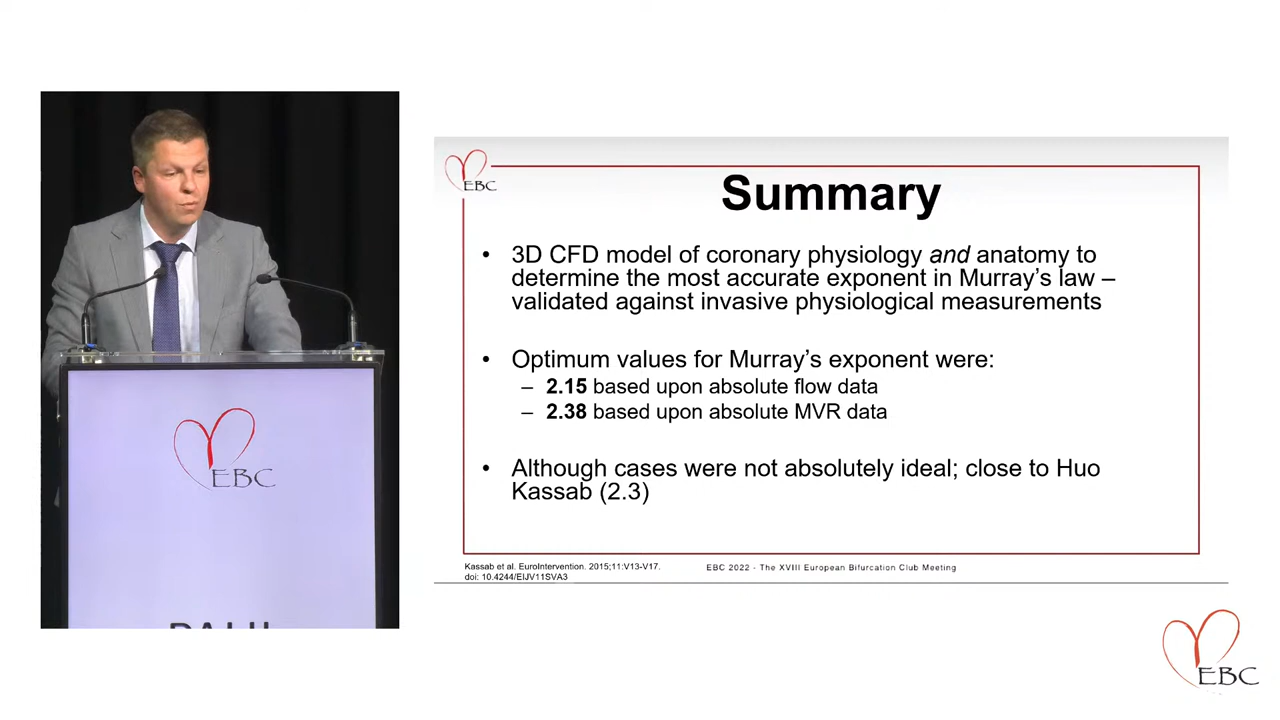 EBC
Summary
• 3D CFD model of coronary physiology and anatomy to
determine the most accurate exponent in Murray's law –
validated against invasive physiological measurements
• Optimum values for Murray's exponent were:
– 2.15 based upon absolute flow data
– 2.38 based upon absolute MVR data
• Although cases were not absolutely ideal; close to Huo
Kassab (2.3)
Kassab et al. EuroIntervention. 2015;11:V13-V17.
doi: 10.4244/EIJV11SVA3
EBC 2022 - The XVIII European Bifurcation Club Meeting
EBC
EBC